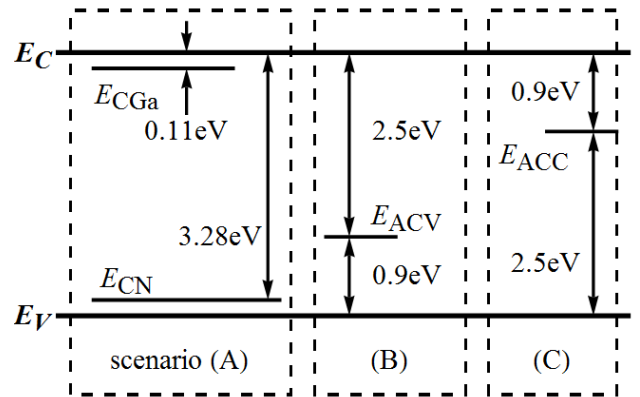 E_C
E_CGa
0.11eV
3.28eV
E_CN
E_V
scenario (A)
2.5eV
E_ACV
0.9eV
(B)
0.9eV
E_ACC
2.5eV
(C)